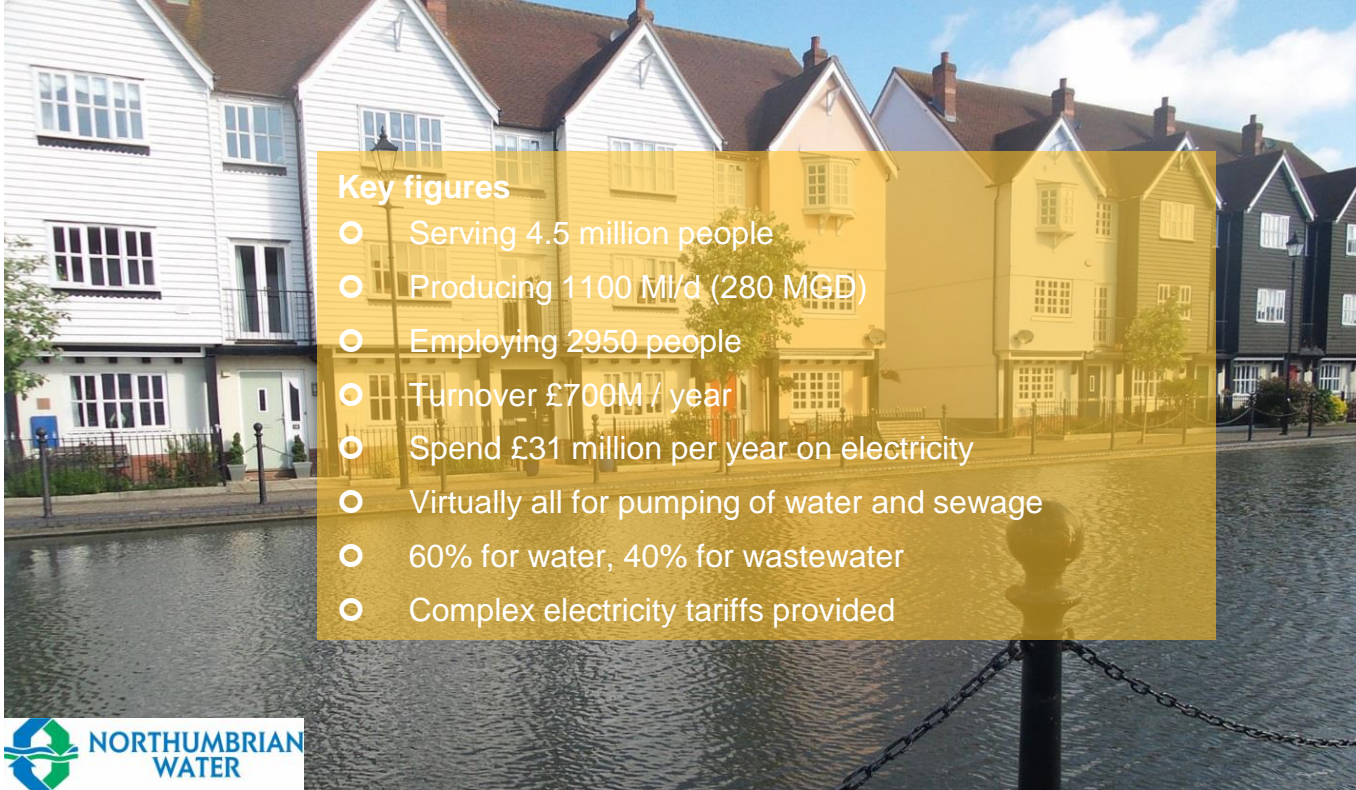 Key figures
Serving 4.5 million people
Producing 1100 Ml/d (280 MGD)
Employing 2950 people
Turnover £700M / year
Spend £31 million per year on electricity
Virtually all for pumping of water and sewage
60% for water, 40% for wastewater
Complex electricity tariffs provided
NORTHUMBRIAN
WATER